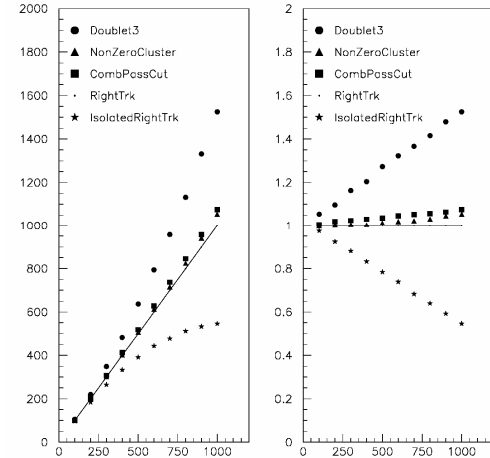 2000
1800
1600
1400
1200
1000
800
600
400
200
0
Doublet3
NonZeroCluster
CombPassCut
RightTrk
IsolatedRightTrk
0 250 500 750 1000
2
1.8
1.6
1.4
1.2
1
0.8
0.6
0.4
0.2
0
Doublet3
NonZeroCluster
CombPassCut
RightTrk
IsolatedRightTrk
0 250 500 750 1000